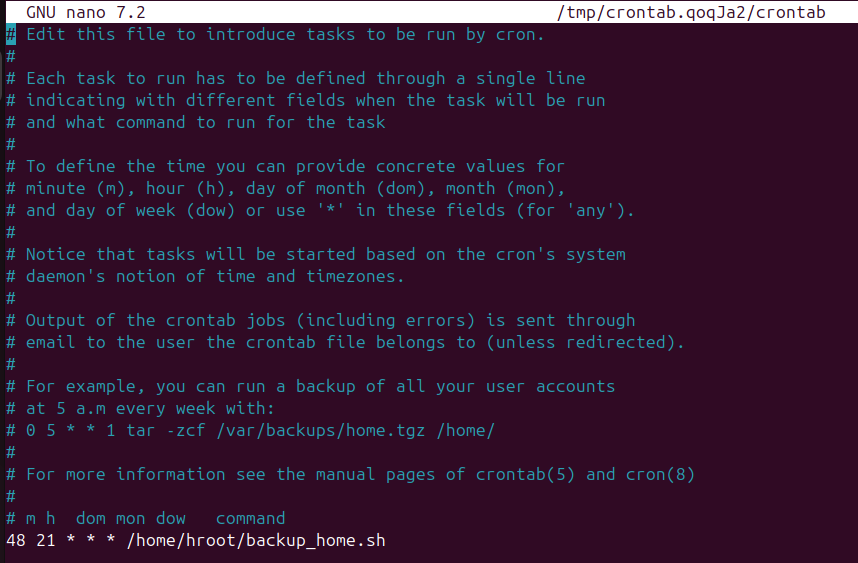 GNU nano 7.2 /tmp/crontab.qoqJa2/crontab
# Edit this file to introduce tasks to be run by cron.
#
# Each task to run has to be defined through a single line
# indicating with different fields when the task will be run
# and what command to run for the task
#
# To define the time you can provide concrete values for
# minute (m), hour (h), day of month (dom), month (mon),
# and day of week (dow) or use '*' in these fields (for 'any').
#
# Notice that tasks will be started based on the cron's system
# daemon's notion of time and timezones.
#
# Output of the crontab jobs (including errors) is sent through
# email to the user the crontab file belongs to (unless redirected).
#
# For example, you can run a backup of all your user accounts
# at 5 a.m every week with:
# 0 5 * * 1 tar -zcf /var/backups/home.tgz /home/
#
# For more information see the manual pages of crontab(5) and cron(8)
#
# m h  dom mon dow   command
48 21 * * * /home/hroot/backup_home.sh